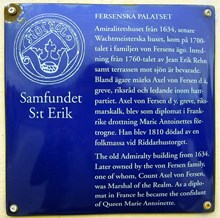 FERSENSKA PALATSET
Amiralitetshuset från 1634, senare
Wachtmeisterska huset, kom på 1700-
talet i familjen von Fersens ägo. Inred-
ning från 1760-talet av Jean Erik Rehn
samt terrassen mot sjön är bevarade.
Bland ägare märks Axel von Fersen d ä,
greve, riksråd och ledande inom hatt-
partiet. Axel von Fersen d y, greve, riks-
marskalk, blev som diplomat i Frank-
rike drottning Marie Antoinettes för-
trogne. Han blev 1810 dödad av en
folkmassa vid Riddarhustorget.
The old Admiralty building from 1634.
Later owned by the von Fersen family,
one of whom, Count Axel von Fersen,
was Marshal of the Realm. As a diplo-
mat in France he became the confidant
of Queen Marie Antoinette.
Samfundet
S:t Erik